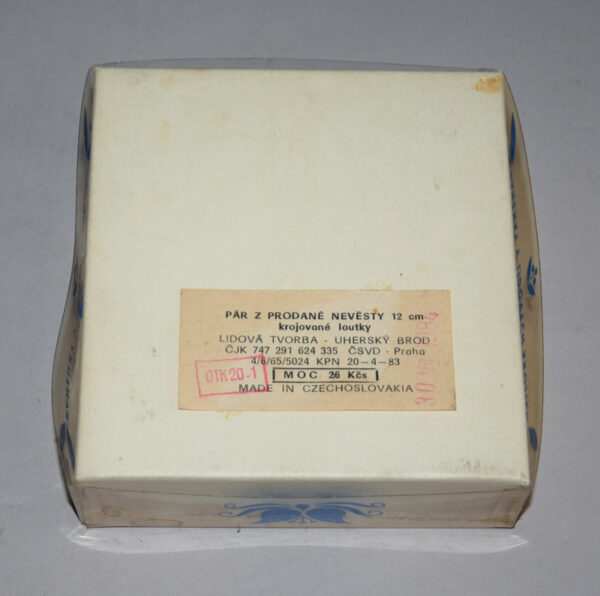 PÁR Z PRODANÉ NEVĚSTY 12 cm
krojované loutky
LIDOVÁ TVORBA · UHERSKÝ BROD
ČJK 747 291 624 335 ČSVD · Praha
4/6/65/5024 KPN 20–4–83
OTK 20-1
MOC 26 Kčs
MADE IN CZECHOSLOVAKIA
30